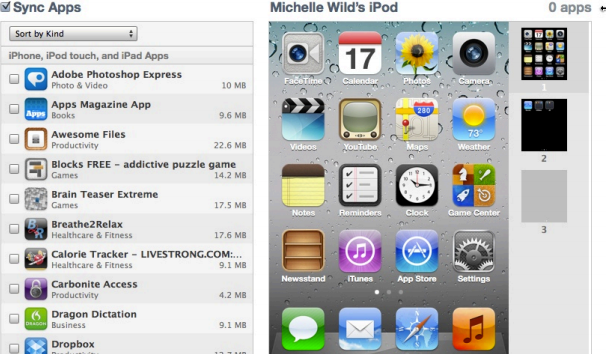 Sync Apps
Michelle Wild's iPod
0 apps
Sort by Kind
iPhone, iPod touch, and iPad Apps
Adobe Photoshop Express
Photo & Video
10 MB
Apps Magazine App
Books
9.6 MB
Apps
Awesome Files
Productivity
22.6 MB
Blocks FREE – addictive puzzle game
Games
14.2 MB
Brain Teaser Extreme
Games
17.5 MB
Breathe2Relax
Healthcare & Fitness
17.6 MB
Calorie Tracker – LIVESTRONG.COM:...
Healthcare & Fitness
9.1 MB
Carbonite Access
Productivity
4.2 MB
Dragon Dictation
Business
9.1 MB
DRAGON
Dropbox
Productivity
17
FaceTime
Calendar
Photos
Camera
280
73°
Videos
YouTube
Maps
Weather
Notes
Reminders
Clock
Game Center
Newsstand
iTunes
App Store
Settings
1
2
3